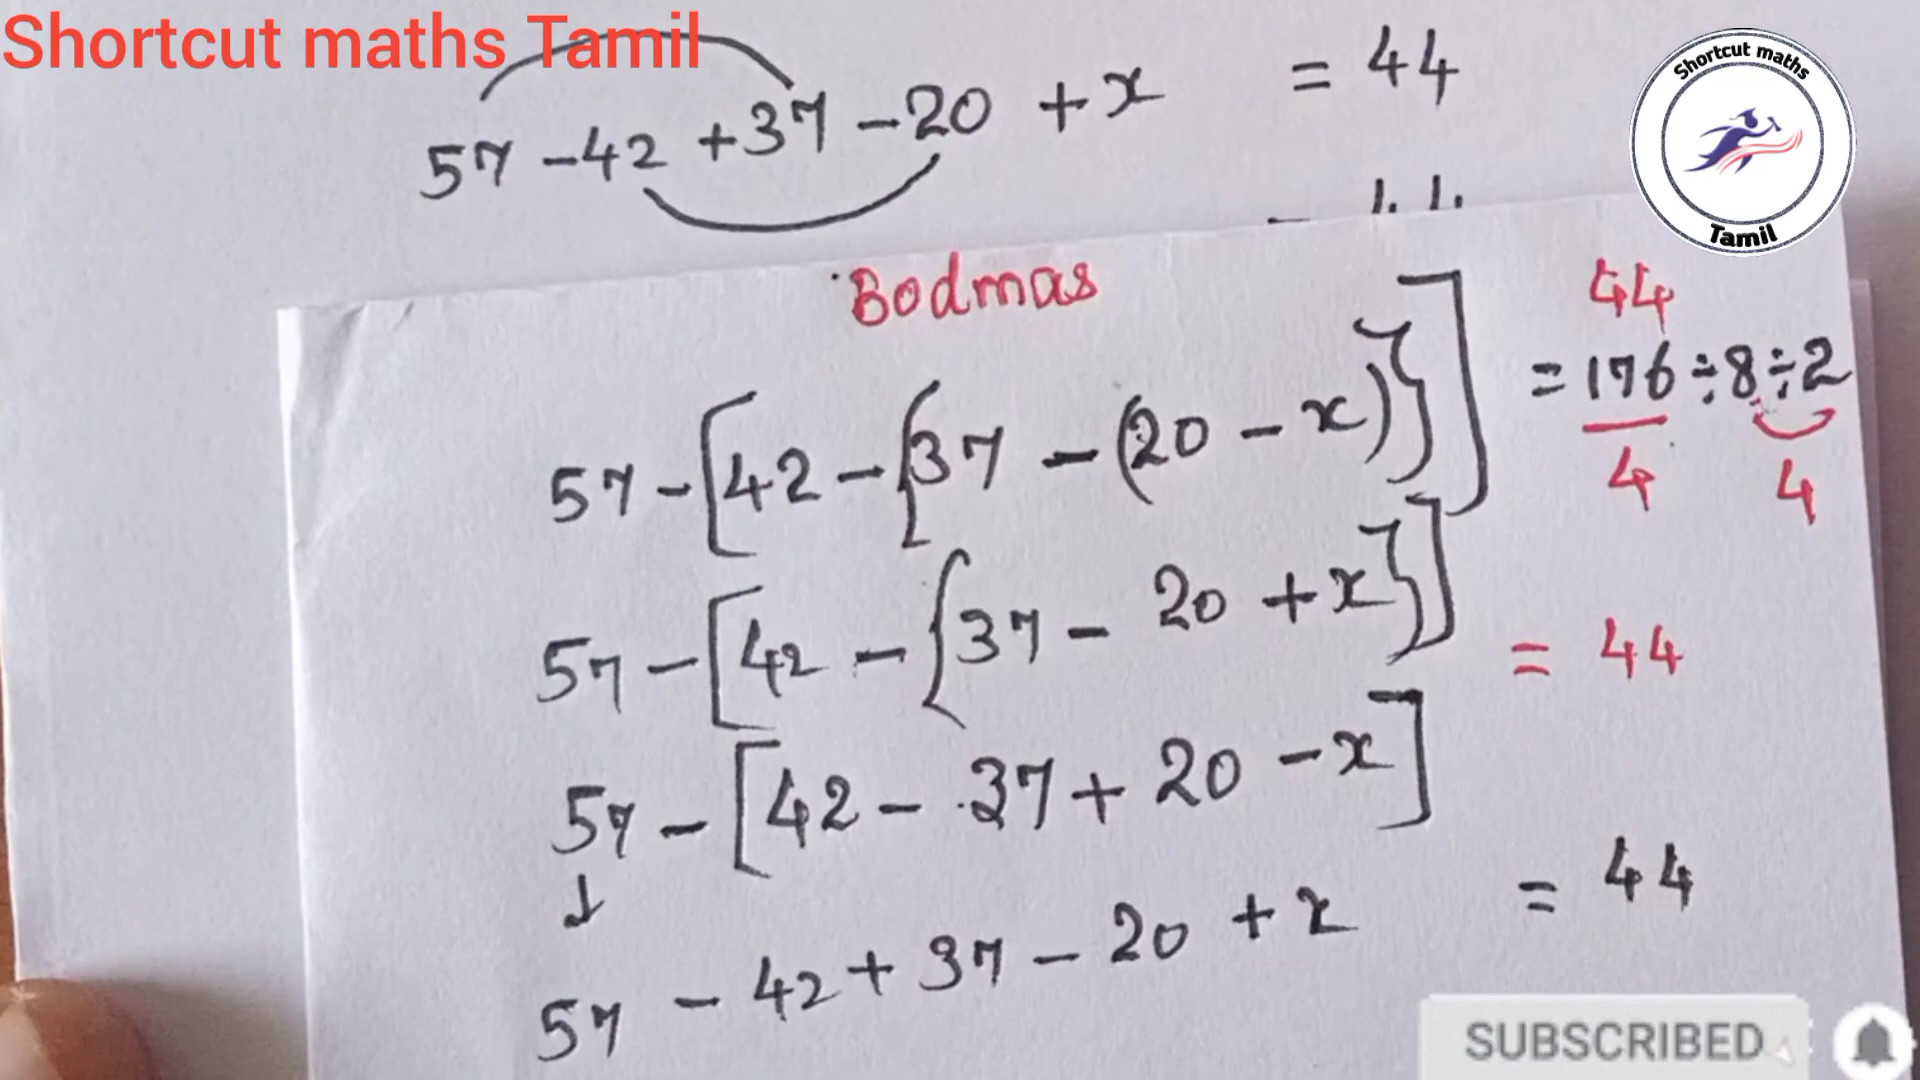 Shortcut maths Tamil
57 - 42 + 37 - 20 + x = 44
Shortcut maths
Tamil
Bodmas
44
57 - [42 - {37 - (20 - x)}] = 176 ÷ 8 ÷ 2
4 4
57 - [42 - {37 - 20 + x}] = 44
57 - [42 - 37 + 20 - x]
57 - 42 + 37 - 20 + x = 44
SUBSCRIBED